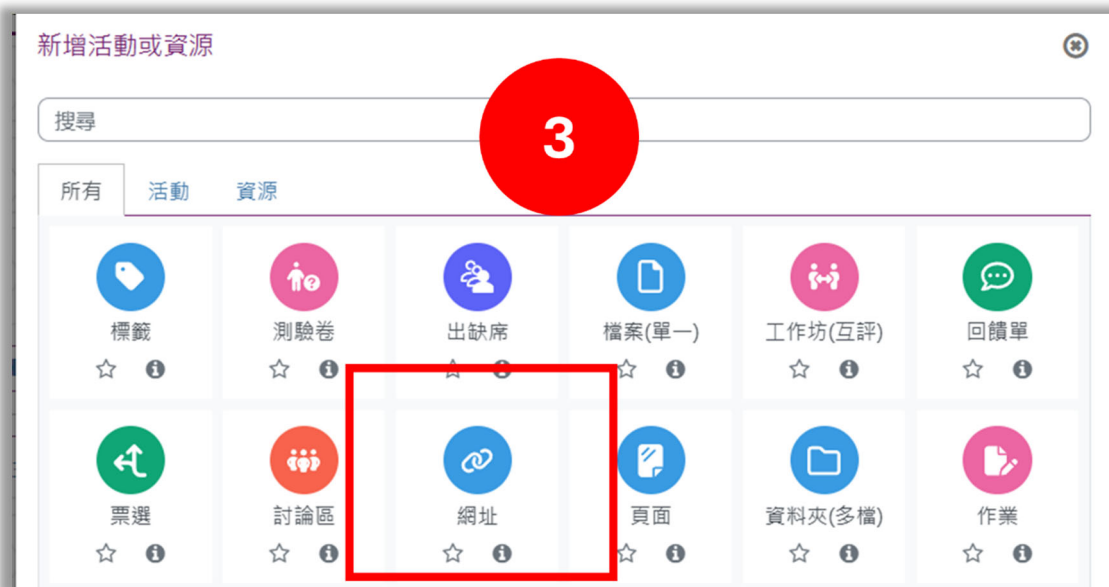 新增活動或資源
搜尋
3
所有 活動 資源
標籤 測驗卷 出缺席 檔案(單一) 工作坊(互評) 回饋單
票選 討論區 網址 頁面 資料夾(多檔) 作業